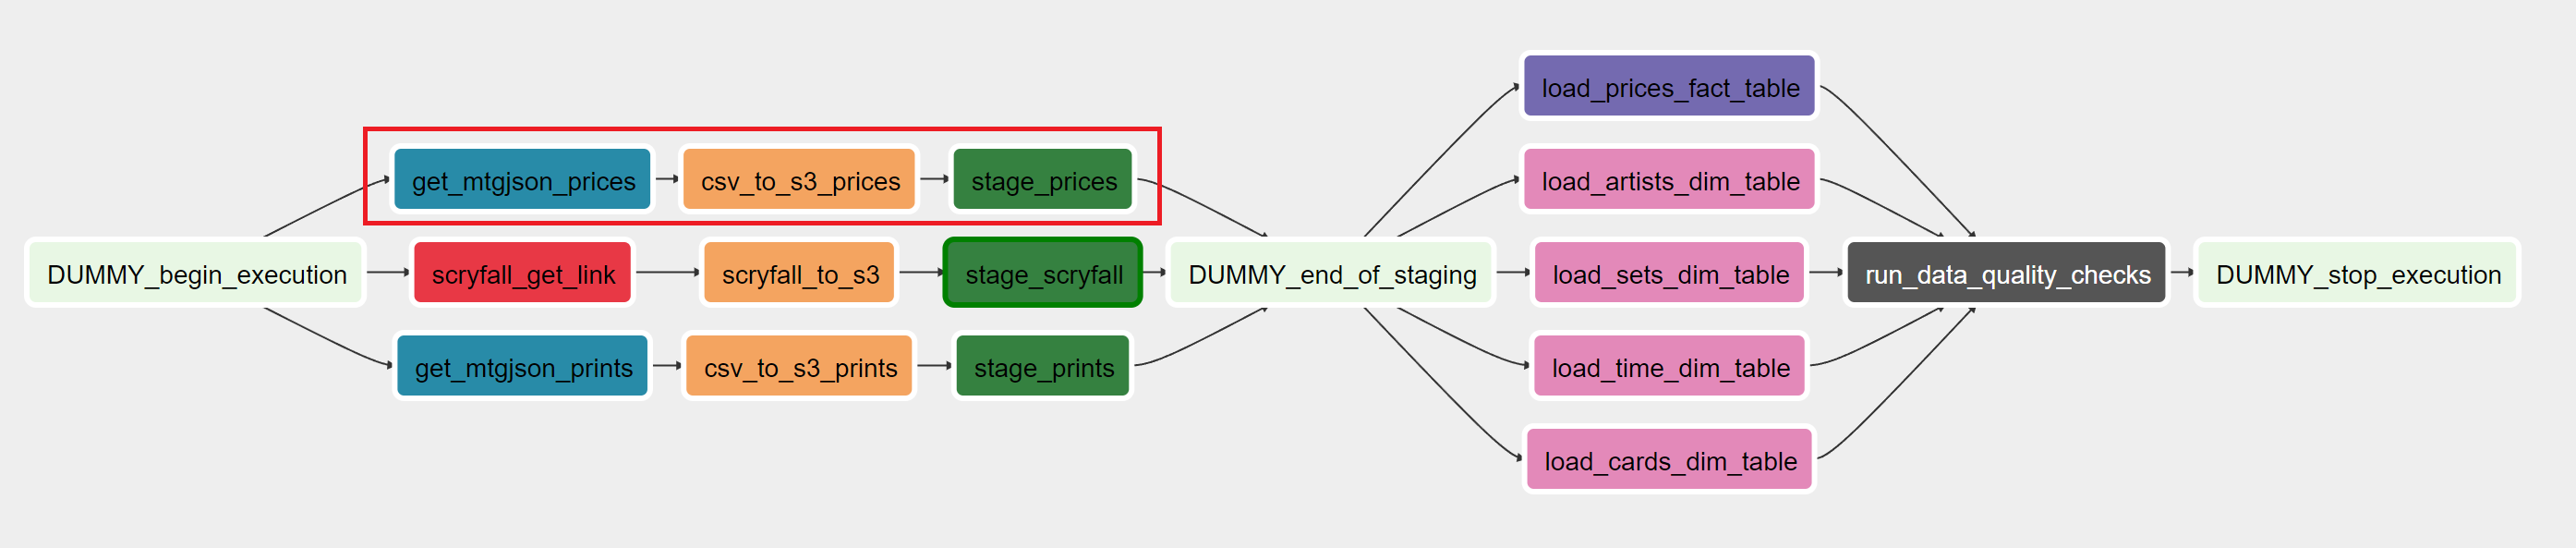 load_prices_fact_table
get_mtgjson_prices csv_to_s3_prices stage_prices load_artists_dim_table
DUMMY_begin_execution scryfall_get_link scryfall_to_s3 stage_scryfall DUMMY_end_of_staging load_sets_dim_table run_data_quality_checks DUMMY_stop_execution
get_mtgjson_prints csv_to_s3_prints stage_prints load_time_dim_table
load_cards_dim_table